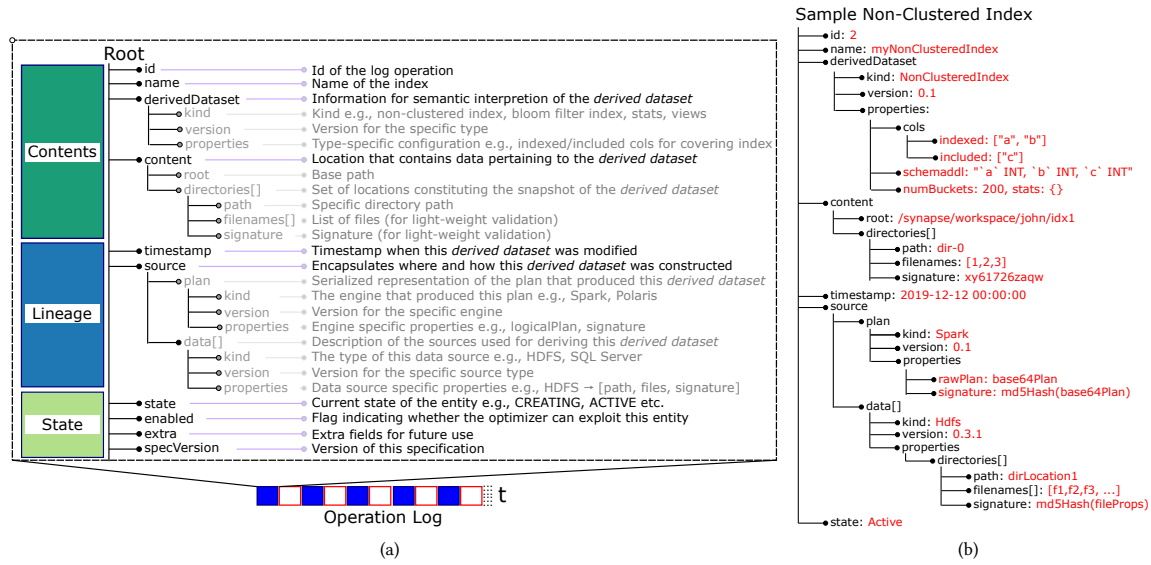 Root
Contents
id Id of the log operation
name Name of the index
derivedDataset Information for semantic interpretion of the derived dataset
kind Kind e.g., non-clustered index, bloom filter index, stats, views
version Version for the specific type
properties Type-specific configuration e.g., indexed/included cols for covering index
content Location that contains data pertaining to the derived dataset
root Base path
directories[] Set of locations constituting the snapshot of the derived dataset
path Specific directory path
filenames[] List of files (for light-weight validation)
signature Signature (for light-weight validation)
Lineage
timestamp Timestamp when this derived dataset was modified
source Encapsulates where and how this derived dataset was constructed
plan Serialized representation of the plan that produced this derived dataset
kind The engine that produced this plan e.g., Spark, Polaris
version Version for the specific engine
properties Engine specific properties e.g., logicalPlan, signature
data[] Description of the sources used for deriving this derived dataset
kind The type of this data source e.g., HDFS, SQL Server
version Version for the specific source type
properties Data source specific properties e.g., HDFS → [path, files, signature]
State
state Current state of the entity e.g., CREATING, ACTIVE etc.
enabled Flag indicating whether the optimizer can exploit this entity
extra Extra fields for future use
specVersion Version of this specification
t
Operation Log
(a)
Sample Non-Clustered Index
id: 2
name: myNonClusteredIndex
derivedDataset
kind: NonClusteredIndex
version: 0.1
properties:
cols
indexed: ["a", "b"]
included: ["c"]
schemaddl: "`a` INT, `b` INT, `c` INT"
numBuckets: 200, stats: {}
content
root: /synapse/workspace/john/idx1
directories[]
path: dir-0
filenames: [1,2,3]
signature: xy61726zaqw
timestamp: 2019-12-12 00:00:00
source
plan
kind: Spark
version: 0.1
properties
rawPlan: base64Plan
signature: md5Hash(base64Plan)
data[]
kind: Hdfs
version: 0.3.1
properties
directories[]
path: dirLocation1
filenames[]: [f1,f2,f3, ...]
signature: md5Hash(fileProps)
state: Active
(b)